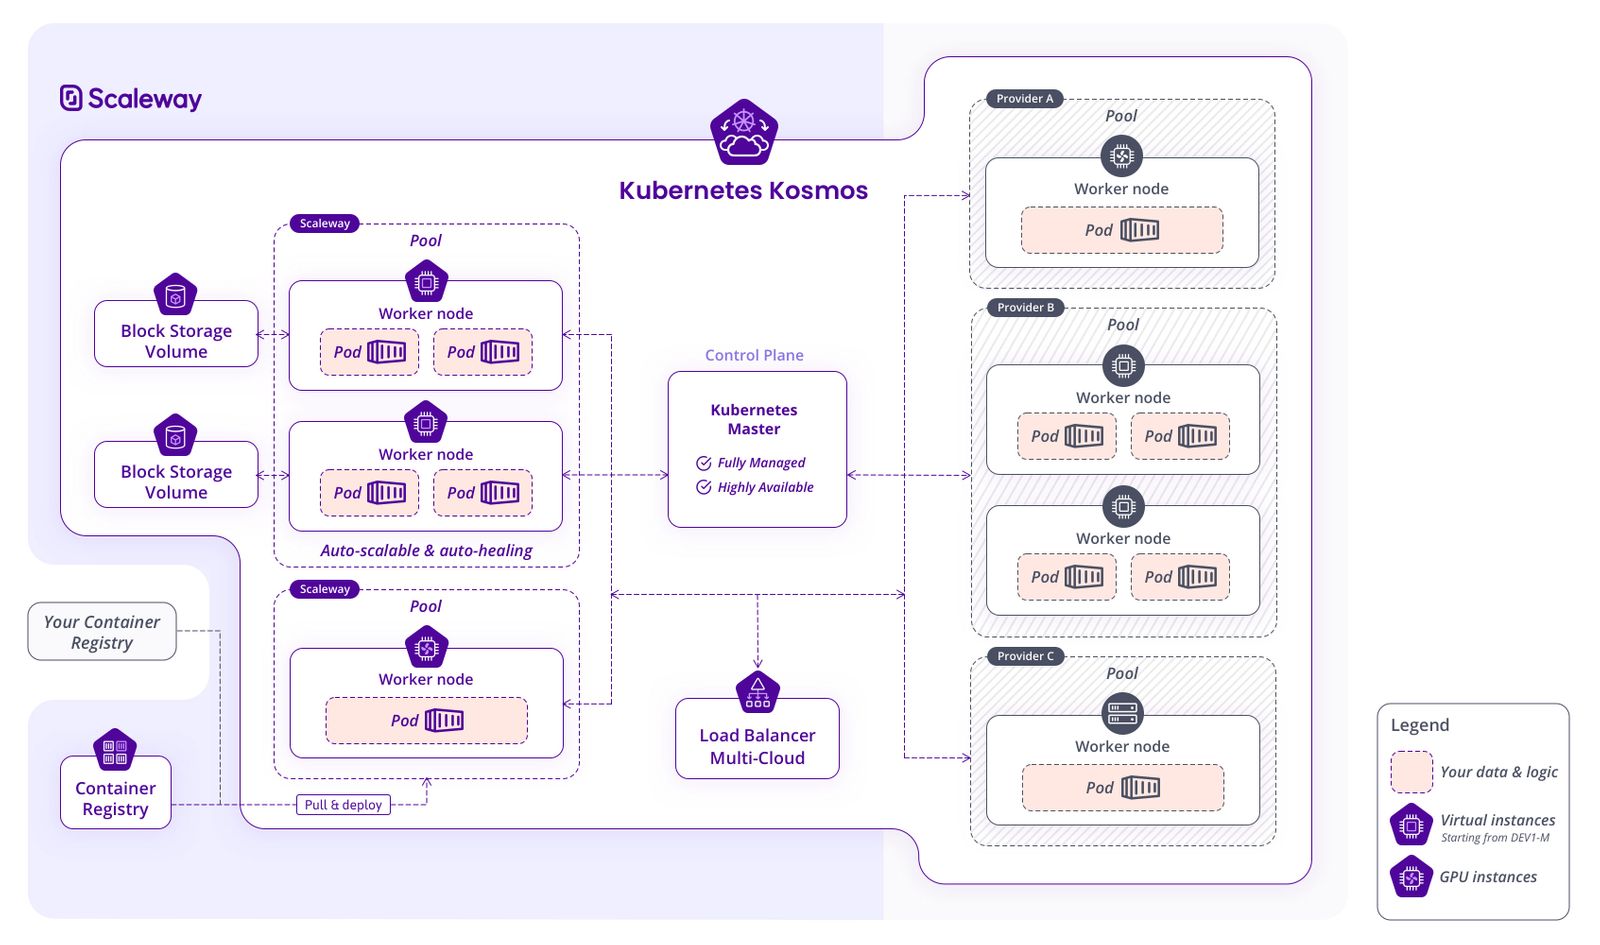 Scaleway
Kubernetes Kosmos
Scaleway
Pool
Worker node
Pod
Pod
Block Storage
Volume
Worker node
Pod
Pod
Block Storage
Volume
Auto-scalable & auto-healing
Scaleway
Pool
Worker node
Pod
Your Container
Registry
Container
Registry
Pull & deploy
Control Plane
Kubernetes
Master
Fully Managed
Highly Available
Load Balancer
Multi-Cloud
Provider A
Pool
Worker node
Pod
Provider B
Pool
Worker node
Pod
Pod
Worker node
Pod
Pod
Provider C
Pool
Worker node
Pod
Legend
Your data & logic
Virtual instances
Starting from DEV1-M
GPU instances